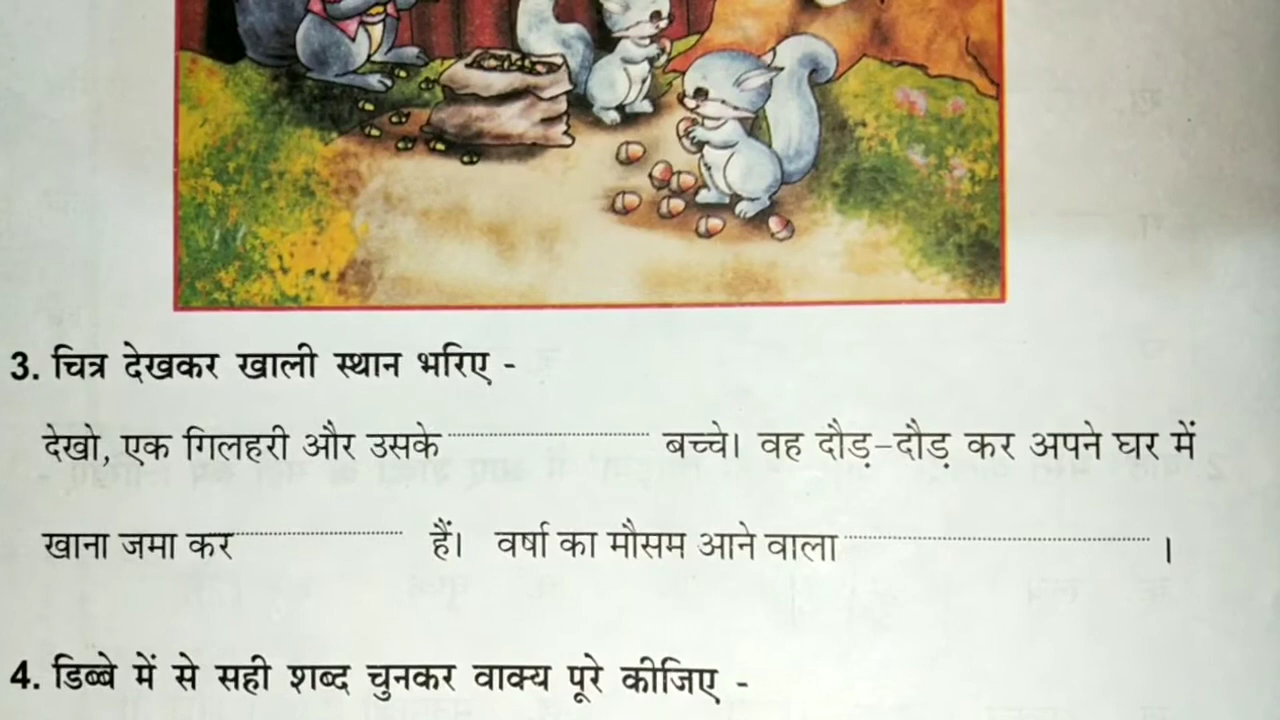 3. चित्र देखकर खाली स्थान भरिए -
देखो, एक गिलहरी और उसके .................... बच्चे। वह दौड़-दौड़ कर अपने घर में
खाना जमा कर.................... हैं। वर्षा का मौसम आने वाला .................... ।
4. डिब्बे में से सही शब्द चुनकर वाक्य पूरे कीजिए -